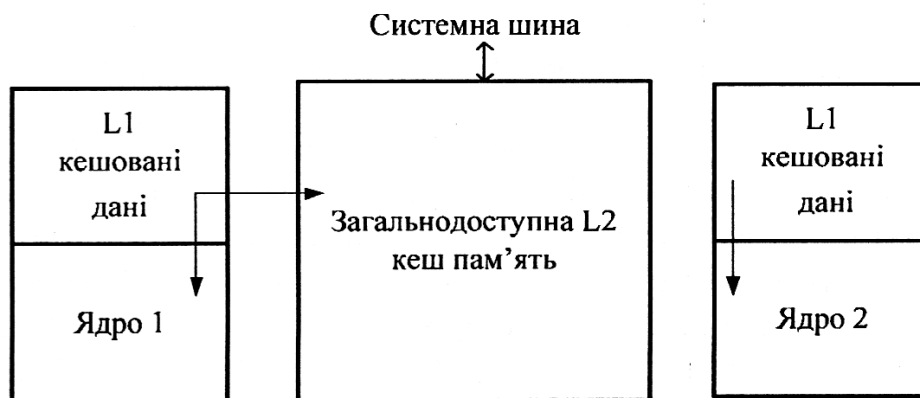 Системна шина
L1
кешовані
дані
Ядро 1
Загальнодоступна L2
кеш пам’ять
L1
кешовані
дані
Ядро 2